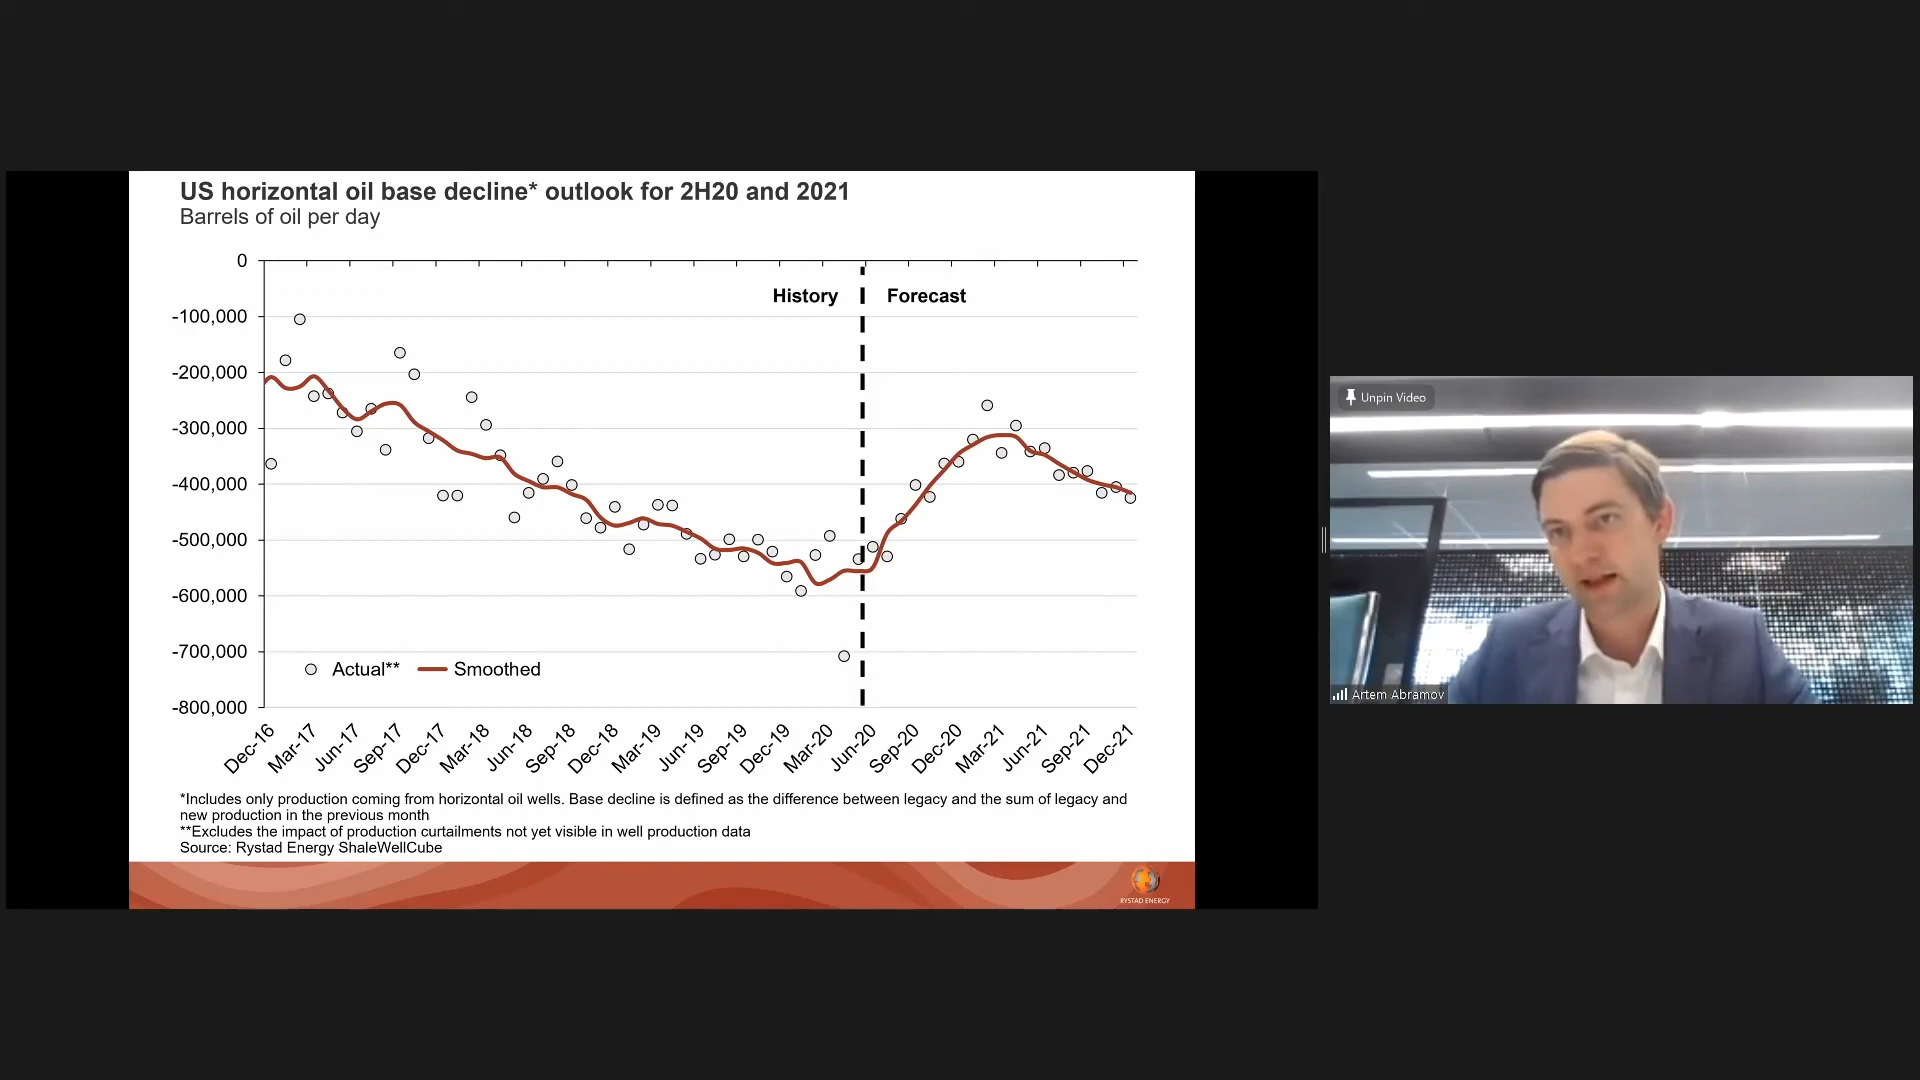 US horizontal oil base decline* outlook for 2H20 and 2021
Barrels of oil per day
0
-100,000
-200,000
-300,000
-400,000
-500,000
-600,000
-700,000
-800,000
History
Forecast
Actual**
Smoothed
Dec-16
Mar-17
Jun-17
Sep-17
Dec-17
Mar-18
Jun-18
Sep-18
Dec-18
Mar-19
Jun-19
Sep-19
Dec-19
Mar-20
Jun-20
Sep-20
Dec-20
Mar-21
Jun-21
Sep-21
Dec-21
*Includes only production coming from horizontal oil wells. Base decline is defined as the difference between legacy and the sum of legacy and
new production in the previous month
**Excludes the impact of production curtailments not yet visible in well production data
Source: Rystad Energy ShaleWellCube
RYSTAD ENERGY
Unpin Video
Artem Abramov